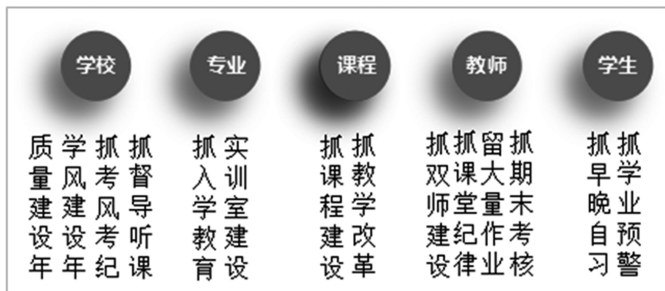 学校
专业
课程
教师
学生
质量建设年
学风建设年
抓考风考纪
抓督导听课
抓入学教育
实训室建设
抓课程建设
抓教学改革
抓双师建设
抓课堂纪律
留大量作业
抓期末考核
抓早晚自习
抓学业预警